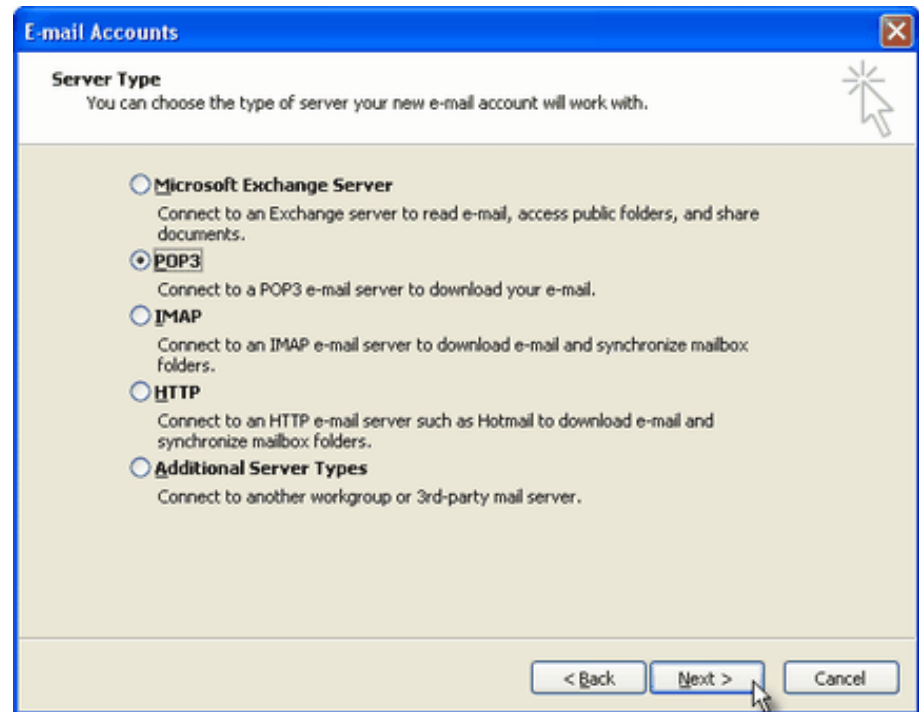 E-mail Accounts
Server Type
You can choose the type of server your new e-mail account will work with.
Microsoft Exchange Server
Connect to an Exchange server to read e-mail, access public folders, and share
documents.
POP3
Connect to a POP3 e-mail server to download your e-mail.
IMAP
Connect to an IMAP e-mail server to download e-mail and synchronize mailbox
folders.
HTTP
Connect to an HTTP e-mail server such as Hotmail to download e-mail and
synchronize mailbox folders.
Additional Server Types
Connect to another workgroup or 3rd-party mail server.
< Back Next > Cancel